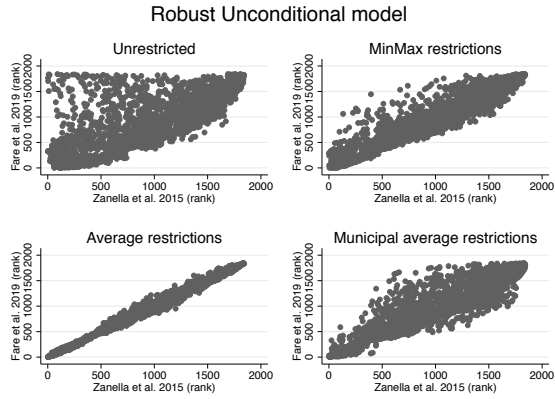 Robust Unconditional model
Unrestricted
Fare et al. 2019 (rank)
0 500 1000 1500 2000
0 500 1000 1500 2000
Zanella et al. 2015 (rank)
MinMax restrictions
Fare et al. 2019 (rank)
0 500 1000 1500 2000
0 500 1000 1500 2000
Zanella et al. 2015 (rank)
Average restrictions
Fare et al. 2019 (rank)
0 500 1000 1500 2000
0 500 1000 1500 2000
Zanella et al. 2015 (rank)
Municipal average restrictions
Fare et al. 2019 (rank)
0 500 1000 1500 2000
0 500 1000 1500 2000
Zanella et al. 2015 (rank)